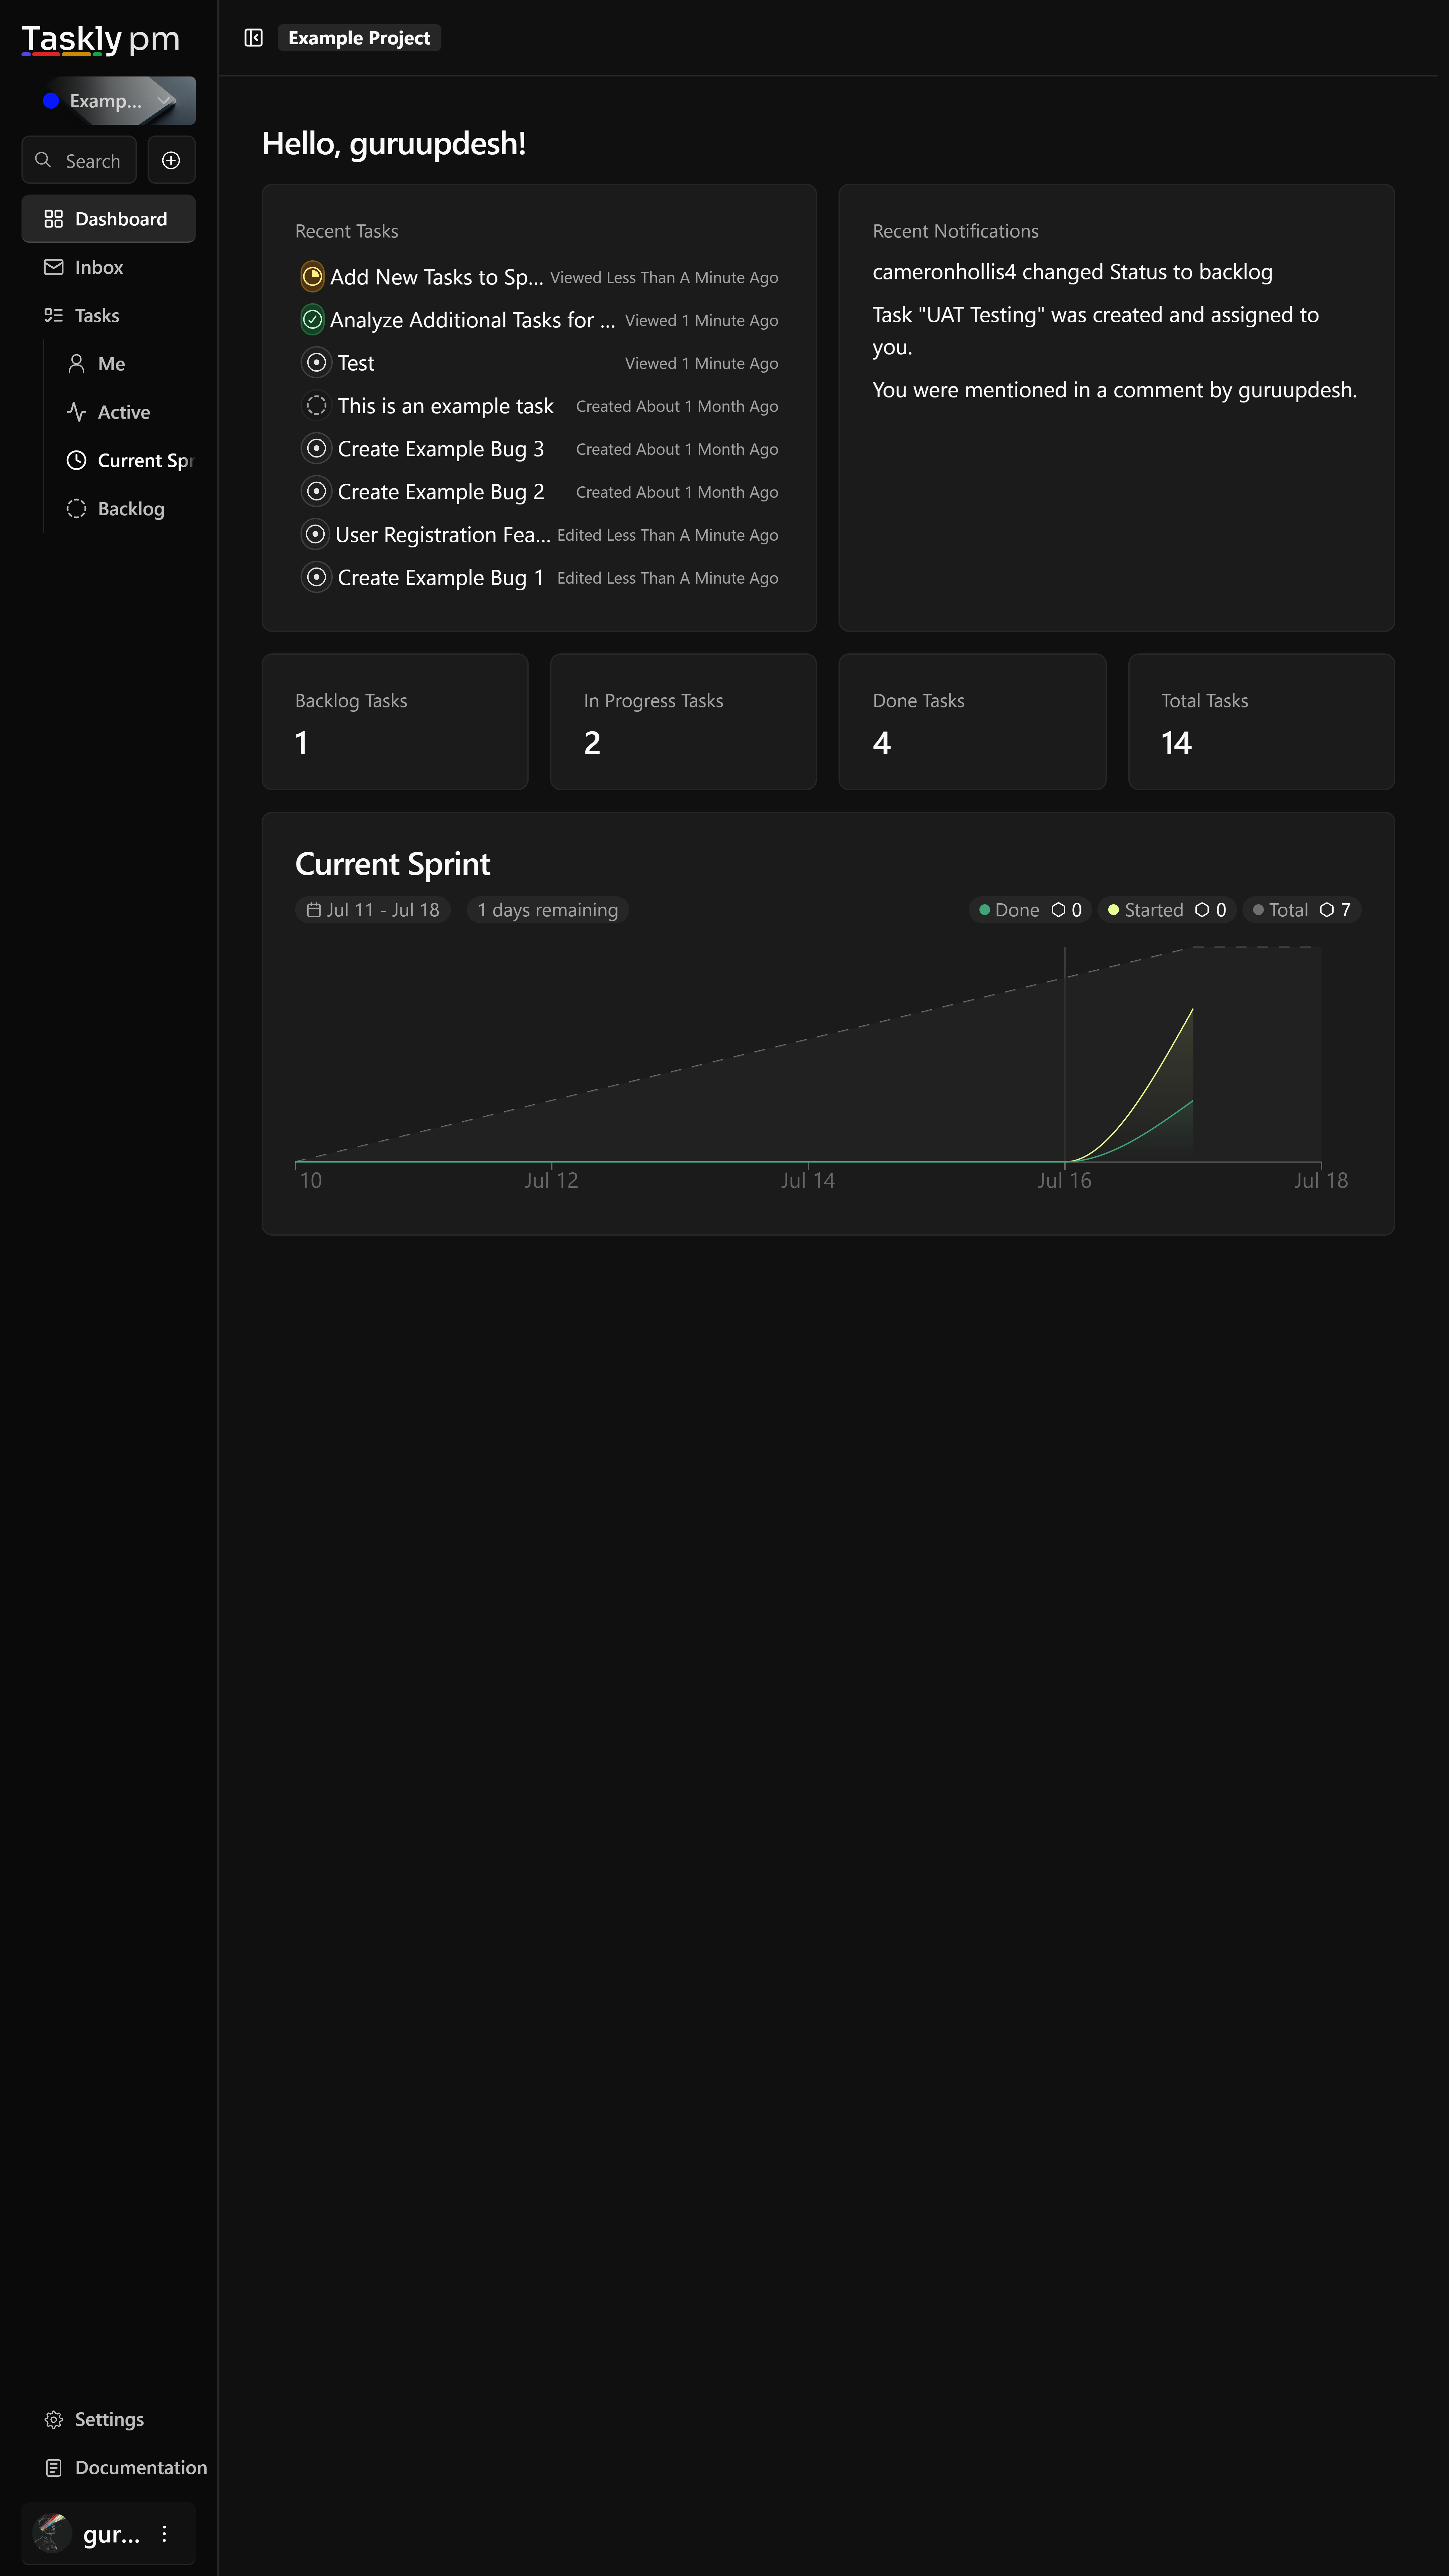 Taskly pm
Examp...
Search
Dashboard
Inbox
Tasks
Me
Active
Current Spr
Backlog
Settings
Documentation
gur...
Example Project
Hello, guruupdesh!
Recent Tasks
Add New Tasks to Sp... Viewed Less Than A Minute Ago
Analyze Additional Tasks for ... Viewed 1 Minute Ago
Test Viewed 1 Minute Ago
This is an example task Created About 1 Month Ago
Create Example Bug 3 Created About 1 Month Ago
Create Example Bug 2 Created About 1 Month Ago
User Registration Fea... Edited Less Than A Minute Ago
Create Example Bug 1 Edited Less Than A Minute Ago
Recent Notifications
cameronhollis4 changed Status to backlog
Task "UAT Testing" was created and assigned to
you.
You were mentioned in a comment by guruupdesh.
Backlog Tasks
1
In Progress Tasks
2
Done Tasks
4
Total Tasks
14
Current Sprint
Jul 11 - Jul 18 1 days remaining Done 0 Started 0 Total 7
10 Jul 12 Jul 14 Jul 16 Jul 18